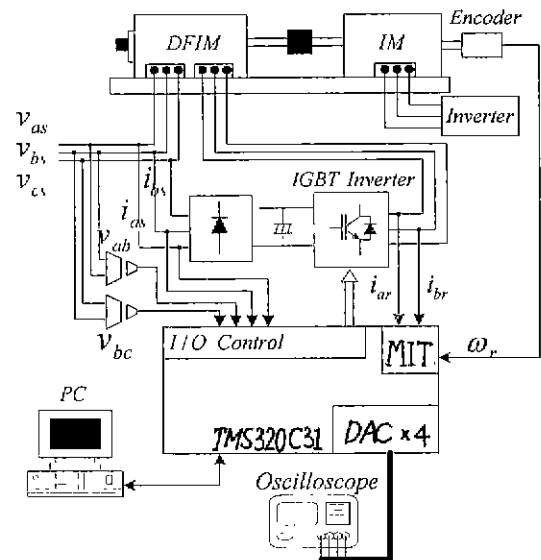 DFIM
IM
Encoder
Inverter
v_as
v_bs
v_cs
i_bs
i_as
v_ab
v_bc
IGBT Inverter
i_ar
i_br
I/O Control
MIT
ω_r
PC
TMS320C31
DAC × 4
Oscilloscope